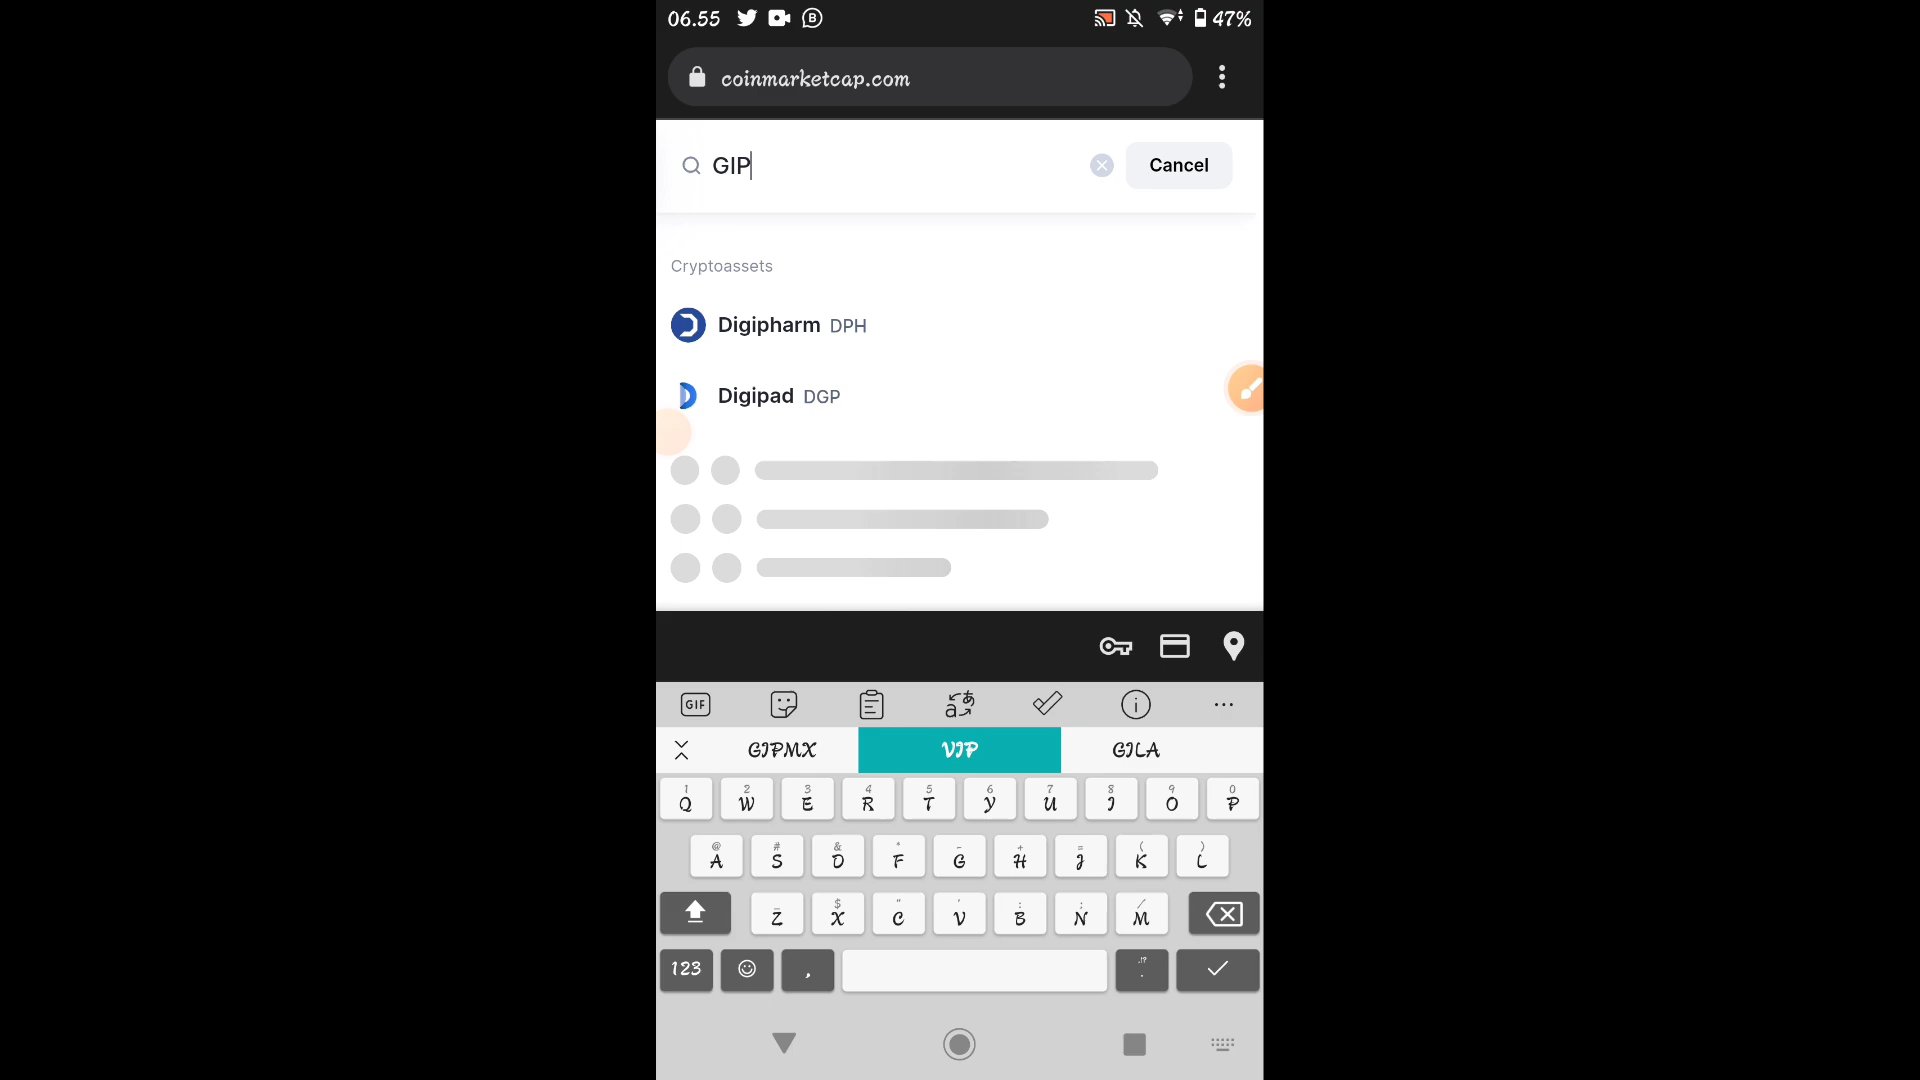 06.55 47%
coinmarketcap.com
GIP Cancel
Cryptoassets
Digipharm DPH
Digipad DGP
GIF
GIPMX VIP GILA
1 2 3 4 5 6 7 8 9 0
Q W E R T Y U I O P
@ # & * - + = ( )
A S D F G H J K L
_ $ " ' : ; /
Z X C V B N M
123 , .!?